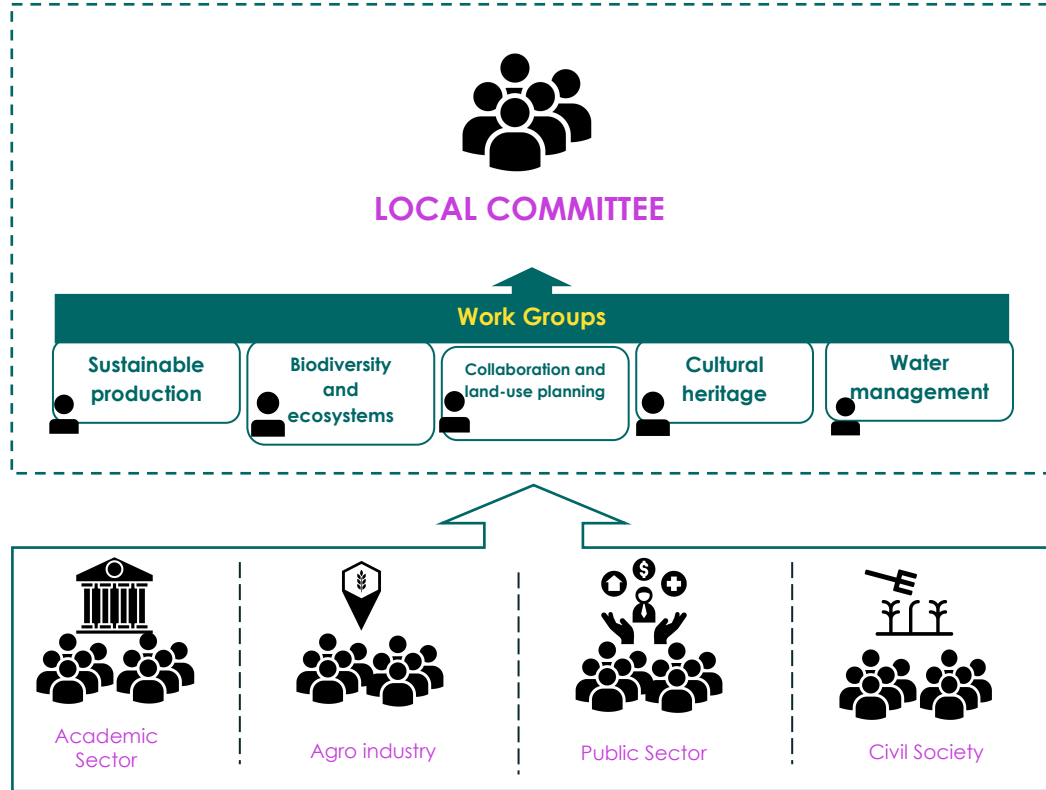 LOCAL COMMITTEE
Work Groups
Sustainable
production
Biodiversity
and
ecosystems
Collaboration and
land-use planning
Cultural
heritage
Water
management
$
Academic
Sector
Agro industry
Public Sector
Civil Society